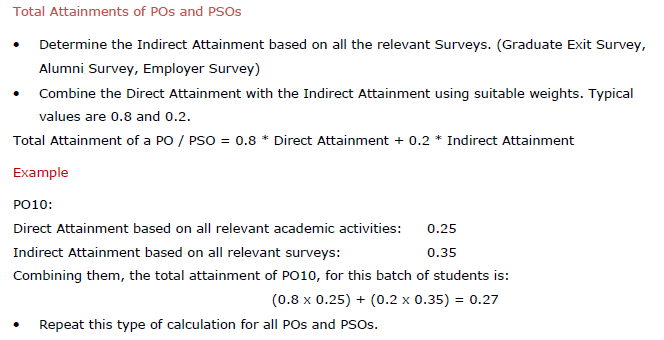 Total Attainments of POs and PSOs
• Determine the Indirect Attainment based on all the relevant Surveys. (Graduate Exit Survey,
Alumni Survey, Employer Survey)
• Combine the Direct Attainment with the Indirect Attainment using suitable weights. Typical
values are 0.8 and 0.2.
Total Attainment of a PO / PSO = 0.8 * Direct Attainment + 0.2 * Indirect Attainment
Example
PO10:
Direct Attainment based on all relevant academic activities: 0.25
Indirect Attainment based on all relevant surveys: 0.35
Combining them, the total attainment of PO10, for this batch of students is:
(0.8 x 0.25) + (0.2 x 0.35) = 0.27
• Repeat this type of calculation for all POs and PSOs.